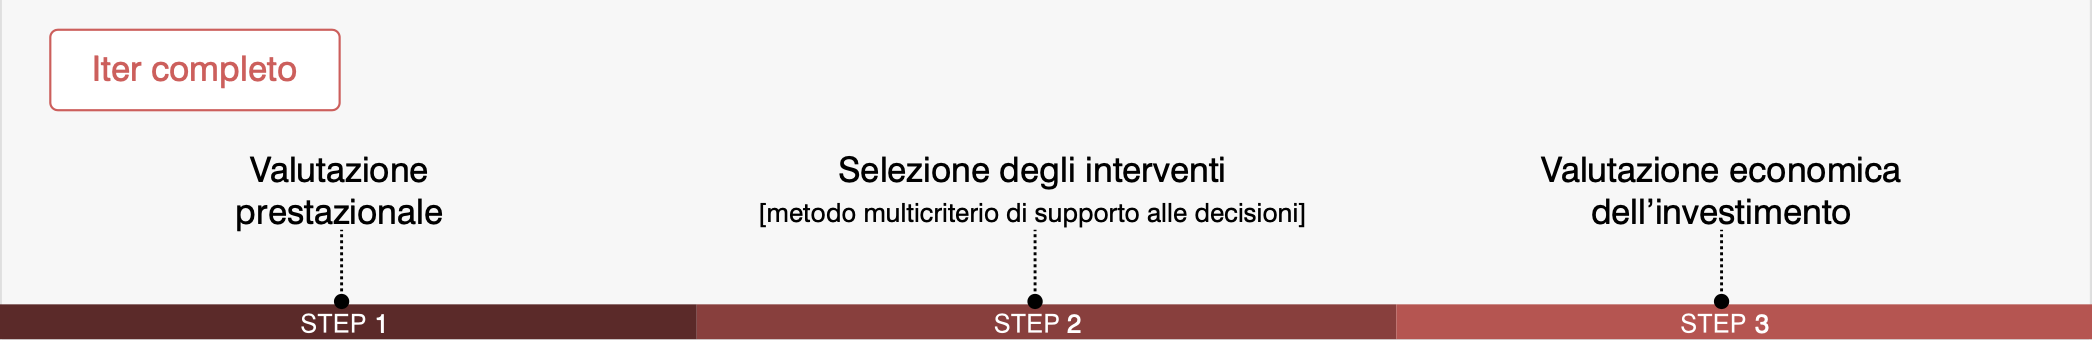 Iter completo
Valutazione
prestazionale
Selezione degli interventi
[metodo multicriterio di supporto alle decisioni]
Valutazione economica
dell’investimento
STEP 1
STEP 2
STEP 3